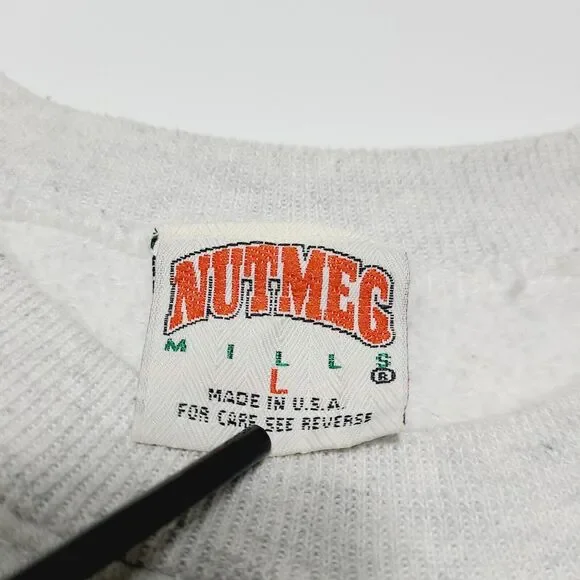 NUTMEG
MILLS
®
L
MADE IN U.S.A.
FOR CARE SEE REVERSE